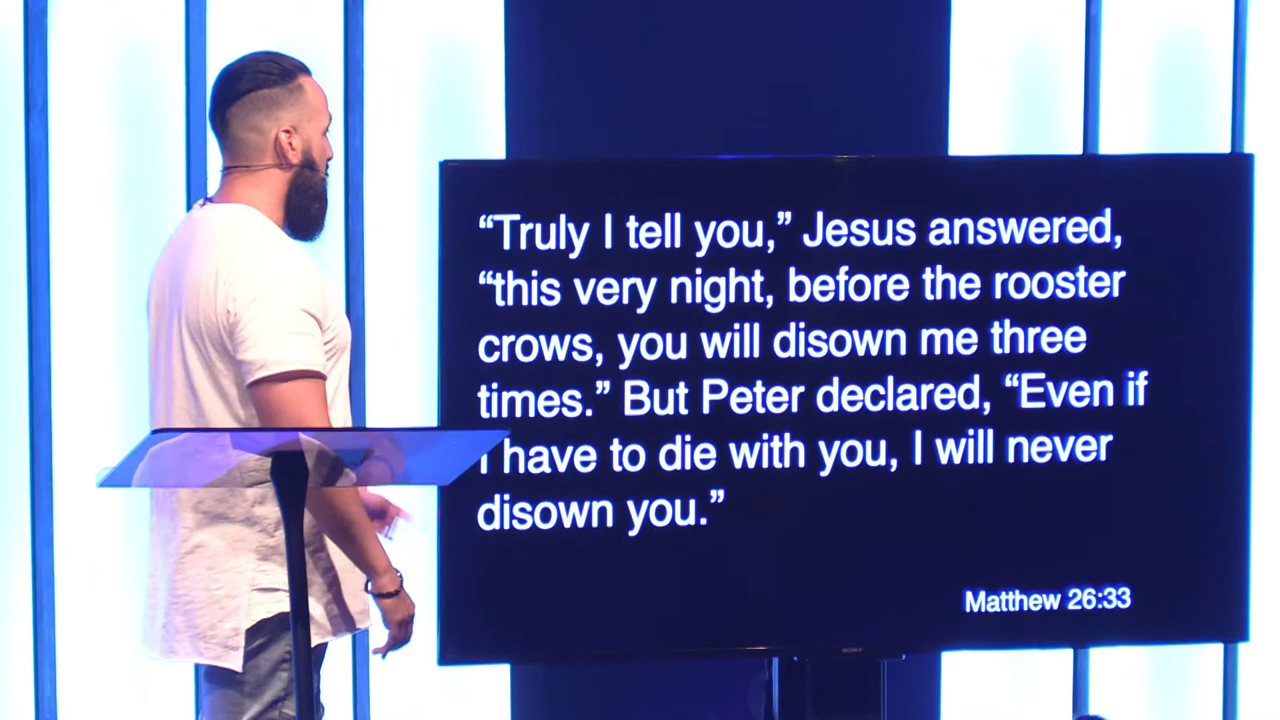 “Truly I tell you,” Jesus answered,
“this very night, before the rooster
crows, you will disown me three
times.” But Peter declared, “Even if
I have to die with you, I will never
disown you.”
Matthew 26:33
SONY